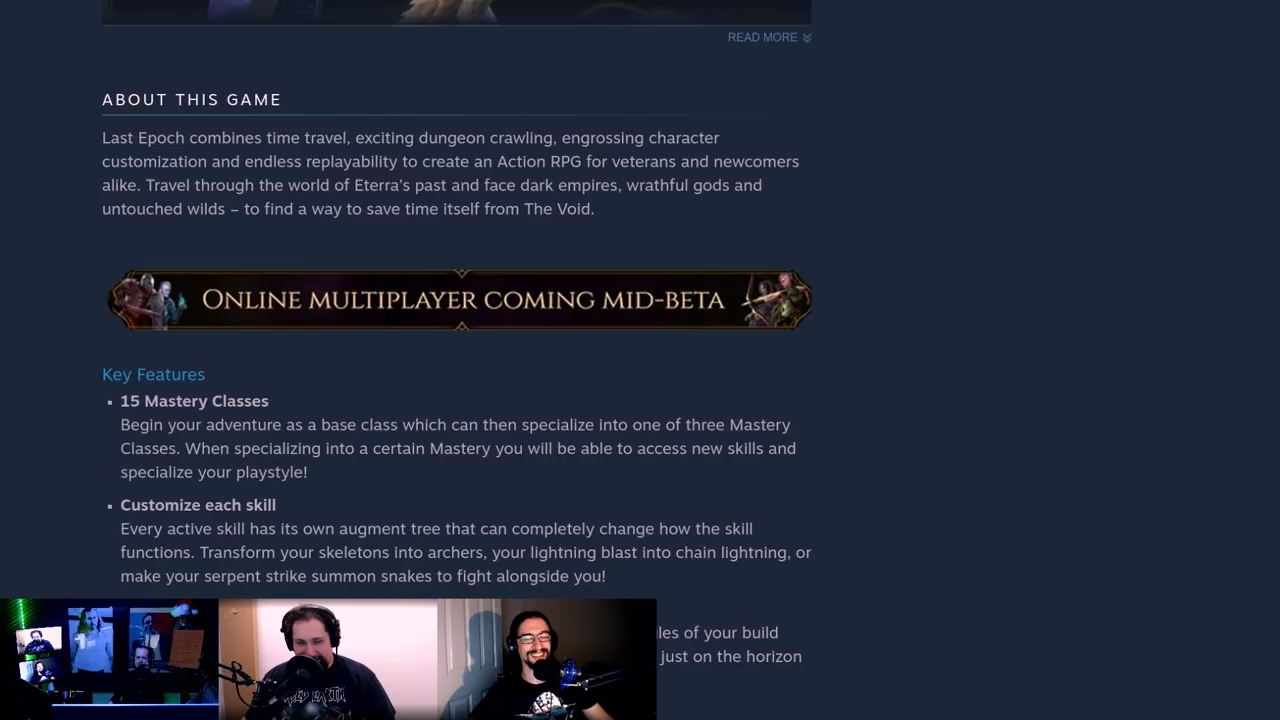 READ MORE
ABOUT THIS GAME
Last Epoch combines time travel, exciting dungeon crawling, engrossing character
customization and endless replayability to create an Action RPG for veterans and newcomers
alike. Travel through the world of Eterra's past and face dark empires, wrathful gods and
untouched wilds – to find a way to save time itself from The Void.
ONLINE MULTIPLAYER COMING MID-BETA
Key Features
15 Mastery Classes
Begin your adventure as a base class which can then specialize into one of three Mastery
Classes. When specializing into a certain Mastery you will be able to access new skills and
specialize your playstyle!
Customize each skill
Every active skill has its own augment tree that can completely change how the skill
functions. Transform your skeletons into archers, your lightning blast into chain lightning, or
make your serpent strike summon snakes to fight alongside you!
of your build
just on the horizon